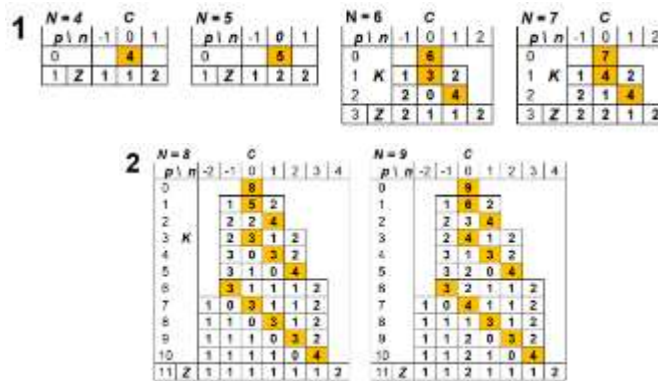 1
N = 4 C
p \ n -1 0 1
0 4
1 Z 1 1 2
N = 5 C
p \ n -1 0 1
0 5
1 Z 1 2 2
N = 6 C
p \ n -1 0 1 2
0 6
1 K 1 3 2
2 2 0 4
3 Z 2 1 1 2
N = 7 C
p \ n -1 0 1 2
0 7
1 K 1 4 2
2 2 1 4
3 Z 2 2 1 2
2
N = 8 C
p \ n -2 -1 0 1 2 3 4
0 8
1 1 5 2
2 2 2 4
3 K 2 3 1 2
4 3 0 3 2
5 3 1 0 4
6 3 1 1 1 2
7 1 0 3 1 1 2
8 1 1 0 3 1 2
9 1 1 1 0 3 2
10 1 1 1 1 0 4
11 Z 1 1 1 1 1 1 2
N = 9 C
p \ n -2 -1 0 1 2 3 4
0 9
1 1 6 2
2 2 3 4
3 K 2 4 1 2
4 3 1 3 2
5 3 2 0 4
6 3 2 1 1 2
7 1 0 4 1 1 2
8 1 1 1 3 1 2
9 1 1 2 0 3 2
10 1 1 2 1 0 4
11 Z 1 1 2 1 1 1 2